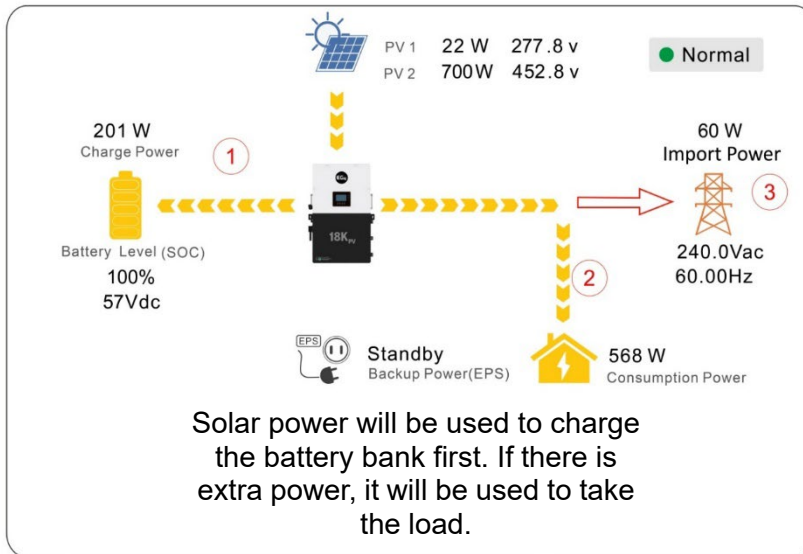 PV 1 22 W 277.8 v
PV 2 700W 452.8 v
Normal
201 W
Charge Power
1
60 W
Import Power
3
EG4
18KPV
Battery Level (SOC)
100%
57Vdc
240.0Vac
60.00Hz
2
EPS
Standby
Backup Power(EPS)
568 W
Consumption Power
Solar power will be used to charge
the battery bank first. If there is
extra power, it will be used to take
the load.